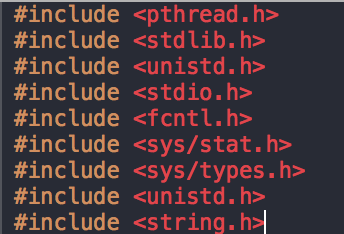 #include <pthread.h>
#include <stdlib.h>
#include <unistd.h>
#include <stdio.h>
#include <fcntl.h>
#include <sys/stat.h>
#include <sys/types.h>
#include <unistd.h>
#include <string.h>